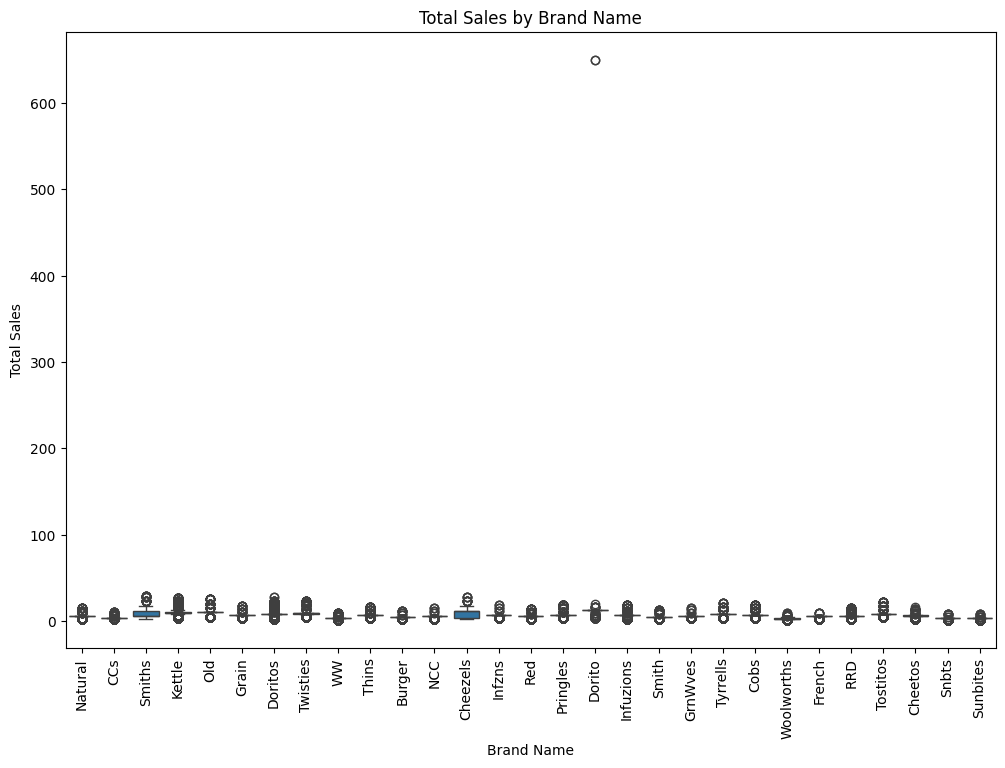 Total Sales by Brand Name
Total Sales
600
500
400
300
200
100
0
Natural
CCs
Smiths
Kettle
Old
Grain
Doritos
Twisties
WW
Thins
Burger
NCC
Cheezels
Infzns
Red
Pringles
Dorito
Infuzions
Smith
GrnWves
Tyrrells
Cobs
Woolworths
French
RRD
Tostitos
Cheetos
Snbts
Sunbites
Brand Name